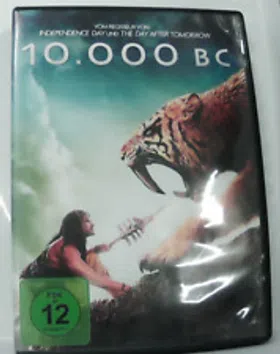 VOM REGISSEUR VON
INDEPENDENCE DAY UND THE DAY AFTER TOMORROW
10.000 BC
FSK
12